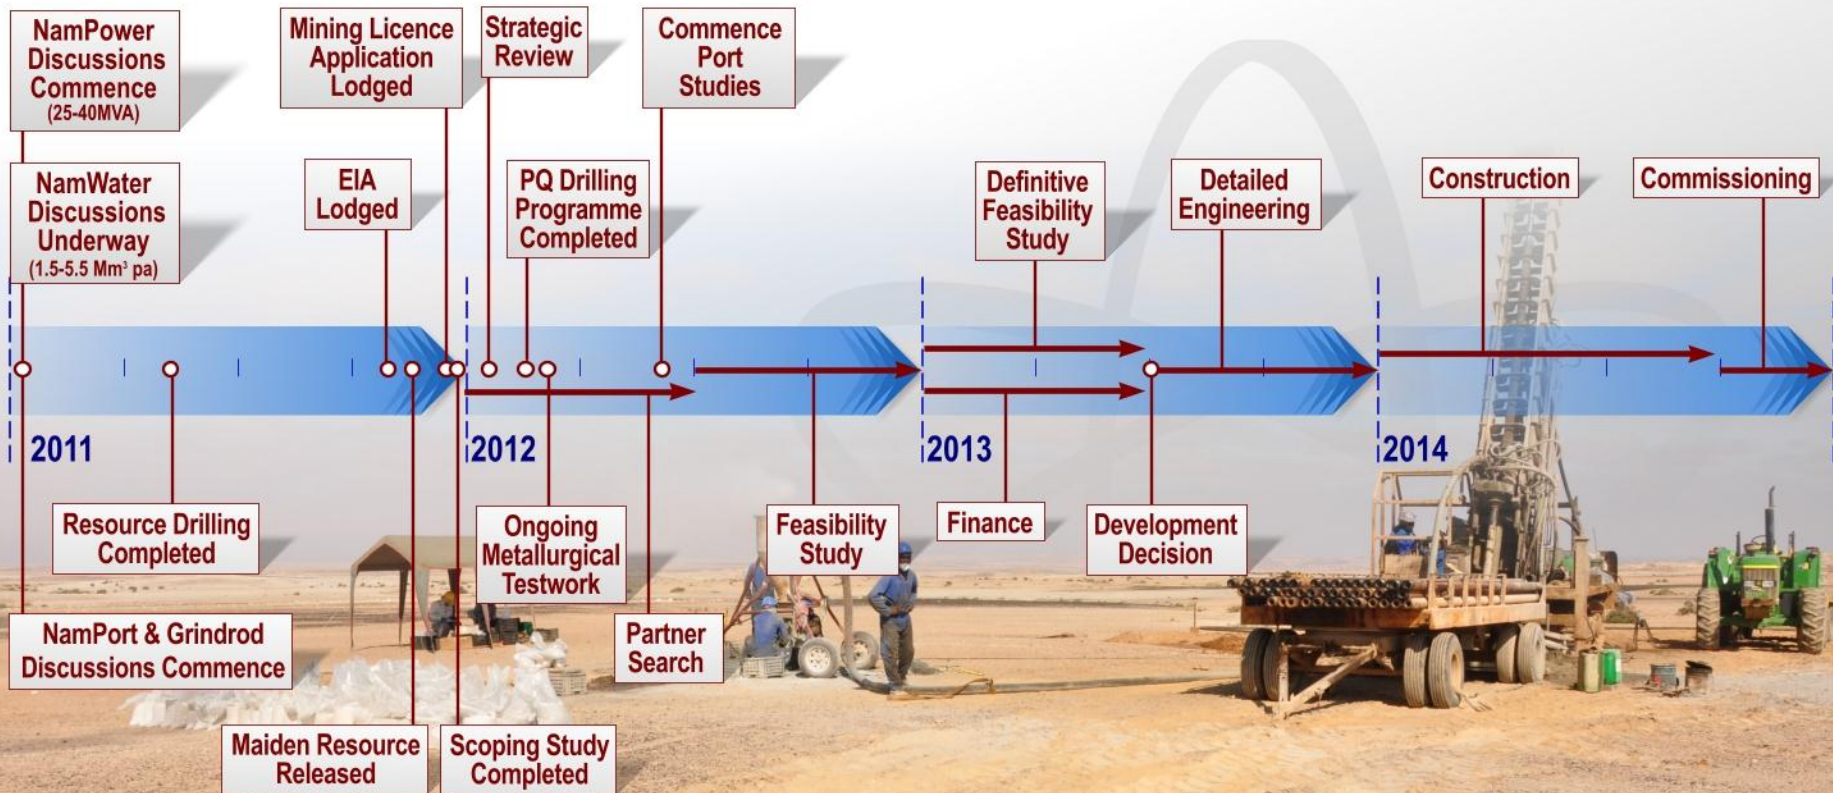 NamPower
Discussions
Commence
(25-40MVA)
NamWater
Discussions
Underway
(1.5-5.5 Mm³ pa)
Mining Licence
Application
Lodged
Strategic
Review
Commence
Port
Studies
EIA
Lodged
PQ Drilling
Programme
Completed
Definitive
Feasibility
Study
Detailed
Engineering
Construction
Commissioning
2011
2012
2013
2014
Resource Drilling
Completed
Ongoing
Metallurgical
Testwork
Feasibility
Study
Finance
Development
Decision
NamPort & Grindrod
Discussions Commence
Partner
Search
Maiden Resource
Released
Scoping Study
Completed